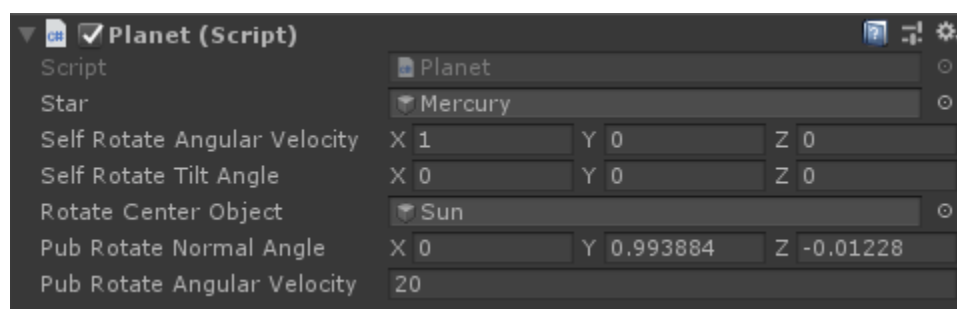 Planet (Script)
Script Planet
Star Mercury
Self Rotate Angular Velocity X 1 Y 0 Z 0
Self Rotate Tilt Angle X 0 Y 0 Z 0
Rotate Center Object Sun
Pub Rotate Normal Angle X 0 Y 0.993884 Z -0.01228
Pub Rotate Angular Velocity 20